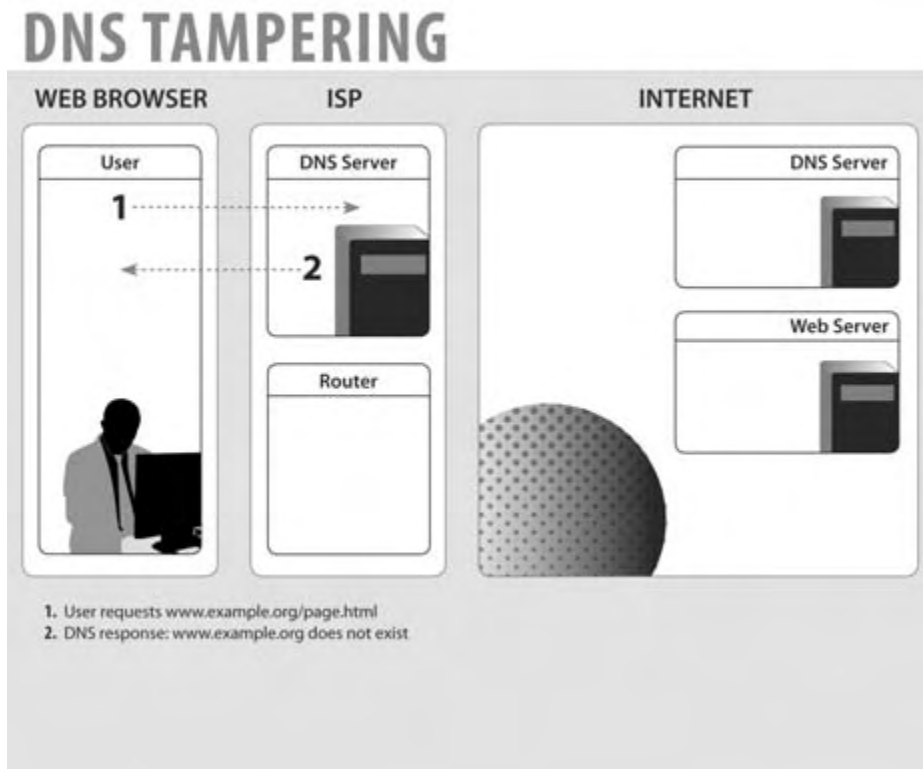 DNS TAMPERING
WEB BROWSER
ISP
INTERNET
User
DNS Server
DNS Server
1
2
Web Server
Router
1. User requests www.example.org/page.html
2. DNS response: www.example.org does not exist